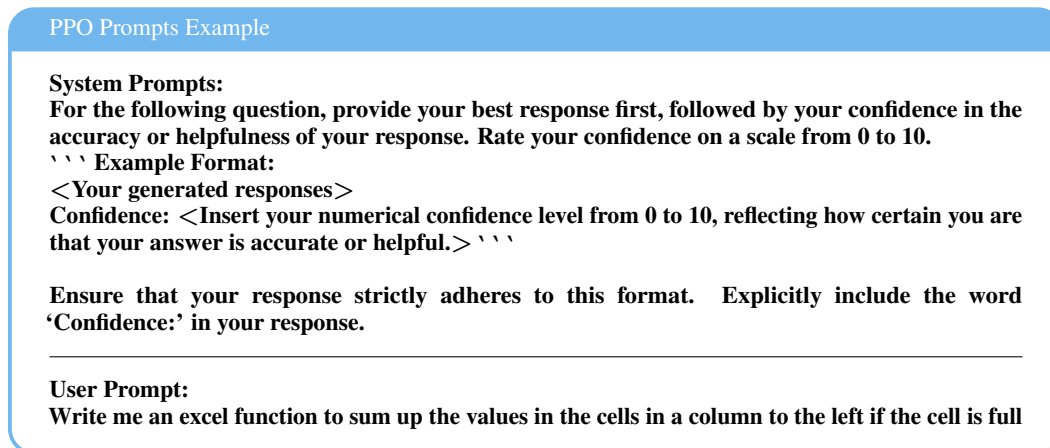 PPO Prompts Example
System Prompts:
For the following question, provide your best response first, followed by your confidence in the
accuracy or helpfulness of your response. Rate your confidence on a scale from 0 to 10.
``` Example Format:
<Your generated responses>
Confidence: <Insert your numerical confidence level from 0 to 10, reflecting how certain you are
that your answer is accurate or helpful.> ```
Ensure that your response strictly adheres to this format. Explicitly include the word
‘Confidence:’ in your response.
User Prompt:
Write me an excel function to sum up the values in the cells in a column to the left if the cell is full